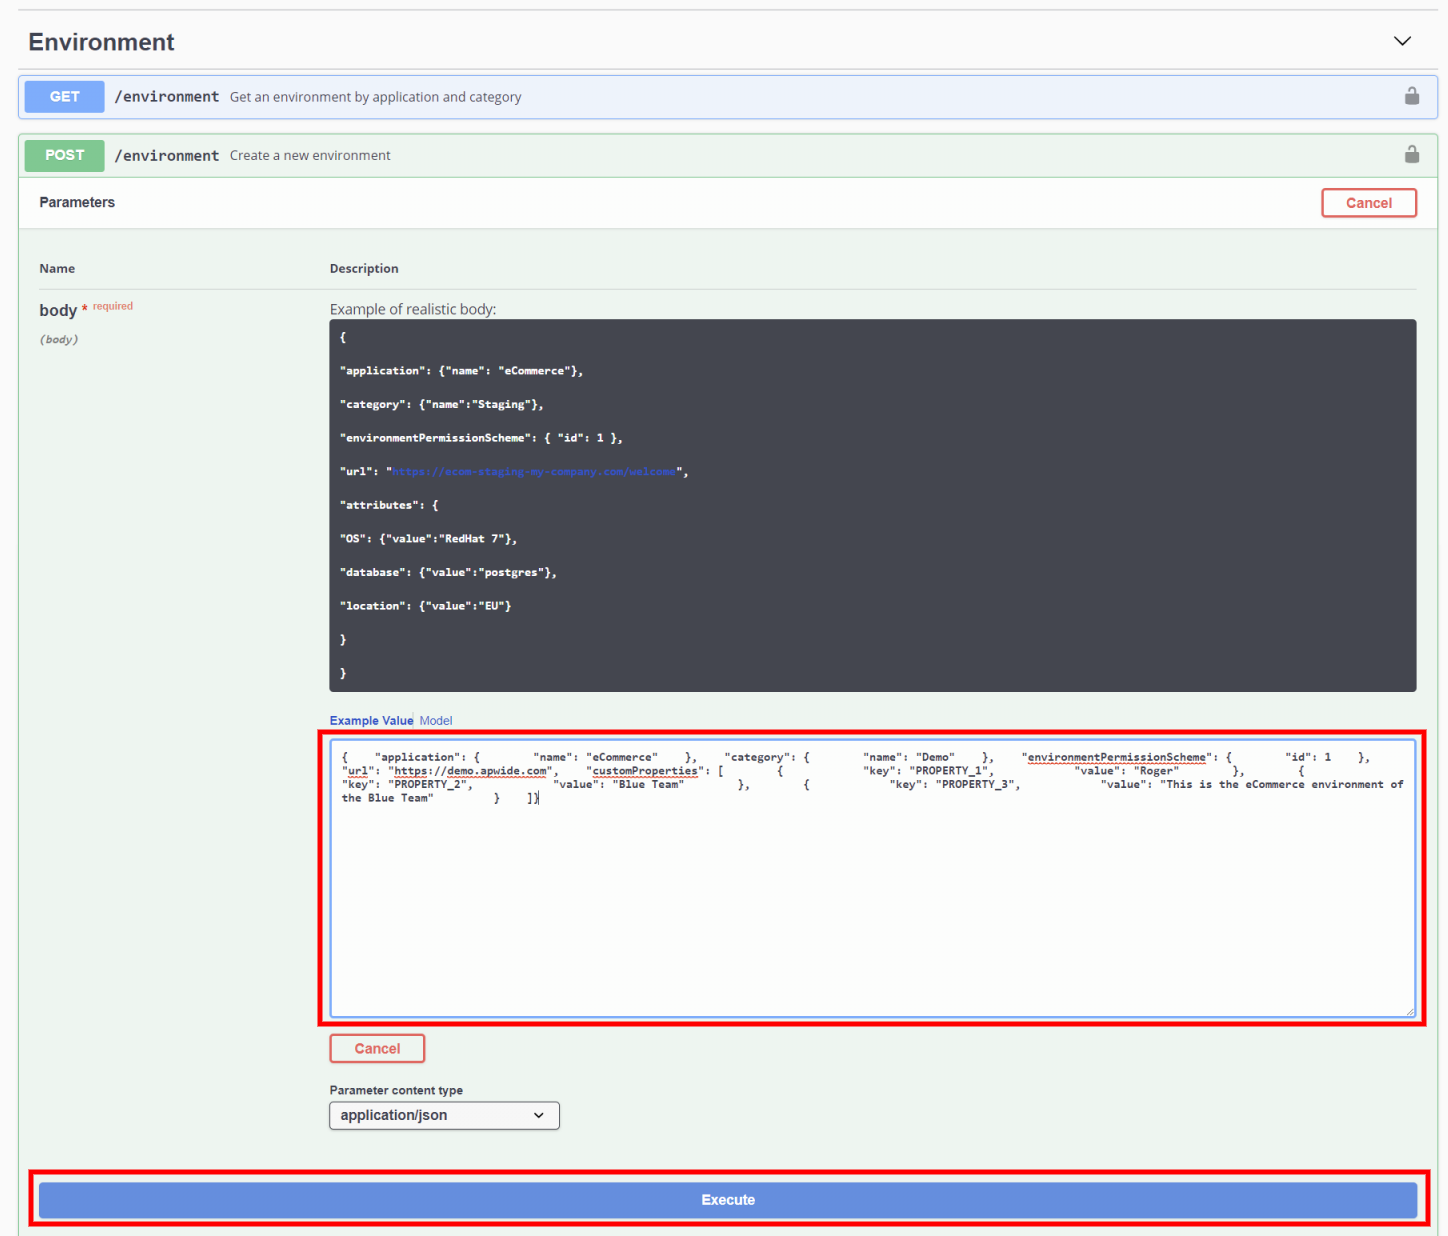 Environment
GET /environment Get an environment by application and category
POST /environment Create a new environment
Parameters Cancel
Name Description
body * required Example of realistic body:
(body)
{
"application": {"name": "eCommerce"},
"category": {"name":"Staging"},
"environmentPermissionScheme": { "id": 1 },
"url": "https://ecom-staging-my-company.com/welcome",
"attributes": {
"OS": {"value":"RedHat 7"},
"database": {"value":"postgres"},
"location": {"value":"EU"}
}
}
Example Value Model
{ "application": { "name": "eCommerce" }, "category": { "name": "Demo" }, "environmentPermissionScheme": { "id": 1 },
"url": "https://demo.apwide.com", "customProperties": [ { "key": "PROPERTY_1", "value": "Roger" }, {
"key": "PROPERTY_2", "value": "Blue Team" }, { "key": "PROPERTY_3", "value": "This is the eCommerce environment of
the Blue Team" } ]}
Cancel
Parameter content type
application/json
Execute